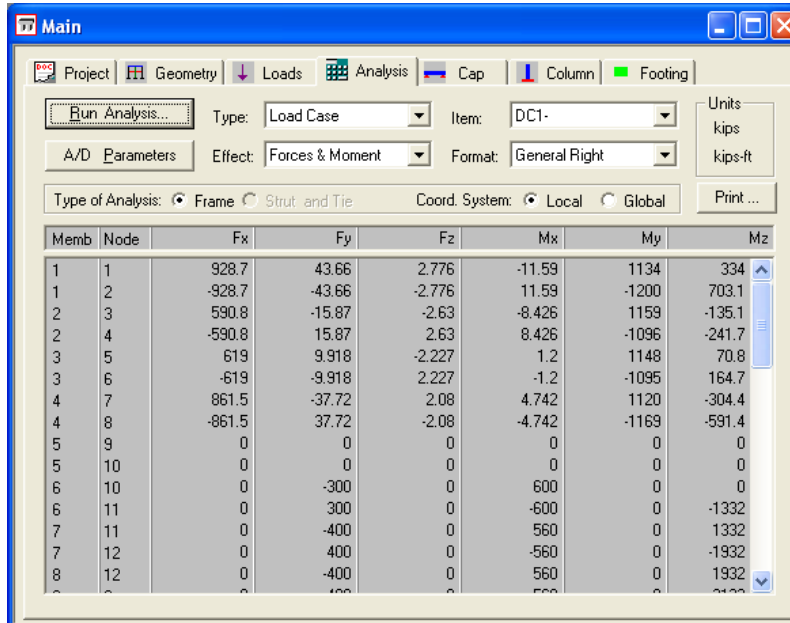 Main
Project Geometry Loads Analysis Cap Column Footing
Run Analysis... Type: Load Case Item: DC1- Units
kips
A/D Parameters Effect: Forces & Moment Format: General Right kips-ft
Type of Analysis: Frame Strut and Tie Coord. System: Local Global Print ...
Memb Node Fx Fy Fz Mx My Mz
1 1 928.7 43.66 2.776 -11.59 1134 334
1 2 -928.7 -43.66 -2.776 11.59 -1200 703.1
2 3 590.8 -15.87 -2.63 -8.426 1159 -135.1
2 4 -590.8 15.87 2.63 8.426 -1096 -241.7
3 5 619 9.918 -2.227 1.2 1148 70.8
3 6 -619 -9.918 2.227 -1.2 -1095 164.7
4 7 861.5 -37.72 2.08 4.742 1120 -304.4
4 8 -861.5 37.72 -2.08 -4.742 -1169 -591.4
5 9 0 0 0 0 0 0
5 10 0 0 0 0 0 0
6 10 0 -300 0 600 0 0
6 11 0 300 0 -600 0 -1332
7 11 0 -400 0 560 0 1332
7 12 0 400 0 -560 0 -1932
8 12 0 -400 0 560 0 1932